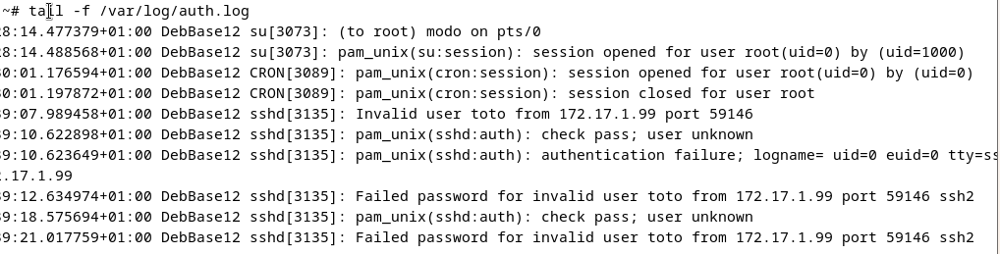 ~# tail -f /var/log/auth.log
8:14.477379+01:00 DebBase12 su[3073]: (to root) modo on pts/0
8:14.488568+01:00 DebBase12 su[3073]: pam_unix(su:session): session opened for user root(uid=0) by (uid=1000)
0:01.176594+01:00 DebBase12 CRON[3089]: pam_unix(cron:session): session opened for user root(uid=0) by (uid=0)
0:01.197872+01:00 DebBase12 CRON[3089]: pam_unix(cron:session): session closed for user root
9:07.989458+01:00 DebBase12 sshd[3135]: Invalid user toto from 172.17.1.99 port 59146
9:10.622898+01:00 DebBase12 sshd[3135]: pam_unix(sshd:auth): check pass; user unknown
9:10.623649+01:00 DebBase12 sshd[3135]: pam_unix(sshd:auth): authentication failure; logname= uid=0 euid=0 tty=ss
.17.1.99
9:12.634974+01:00 DebBase12 sshd[3135]: Failed password for invalid user toto from 172.17.1.99 port 59146 ssh2
9:18.575694+01:00 DebBase12 sshd[3135]: pam_unix(sshd:auth): check pass; user unknown
9:21.017759+01:00 DebBase12 sshd[3135]: Failed password for invalid user toto from 172.17.1.99 port 59146 ssh2